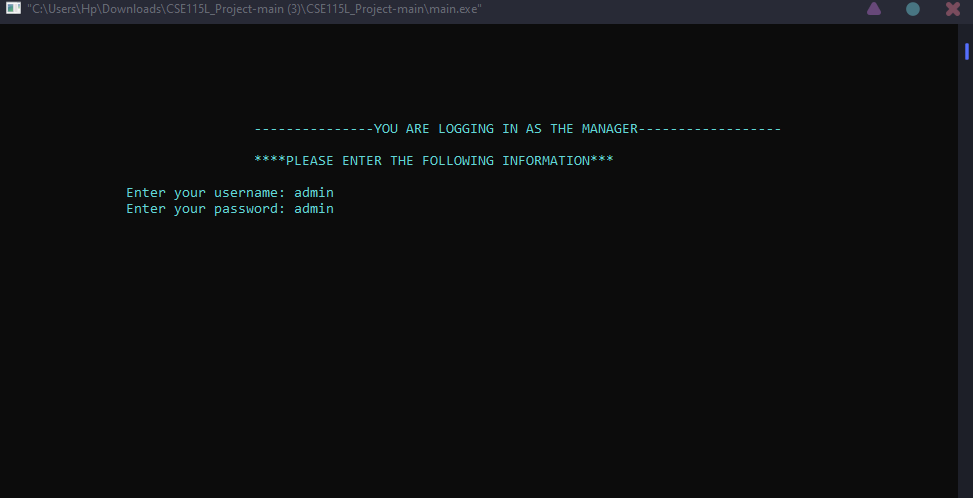 "C:\Users\Hp\Downloads\CSE115L_Project-main (3)\CSE115L_Project-main\main.exe"
---------------YOU ARE LOGGING IN AS THE MANAGER------------------
****PLEASE ENTER THE FOLLOWING INFORMATION***
Enter your username: admin
Enter your password: admin